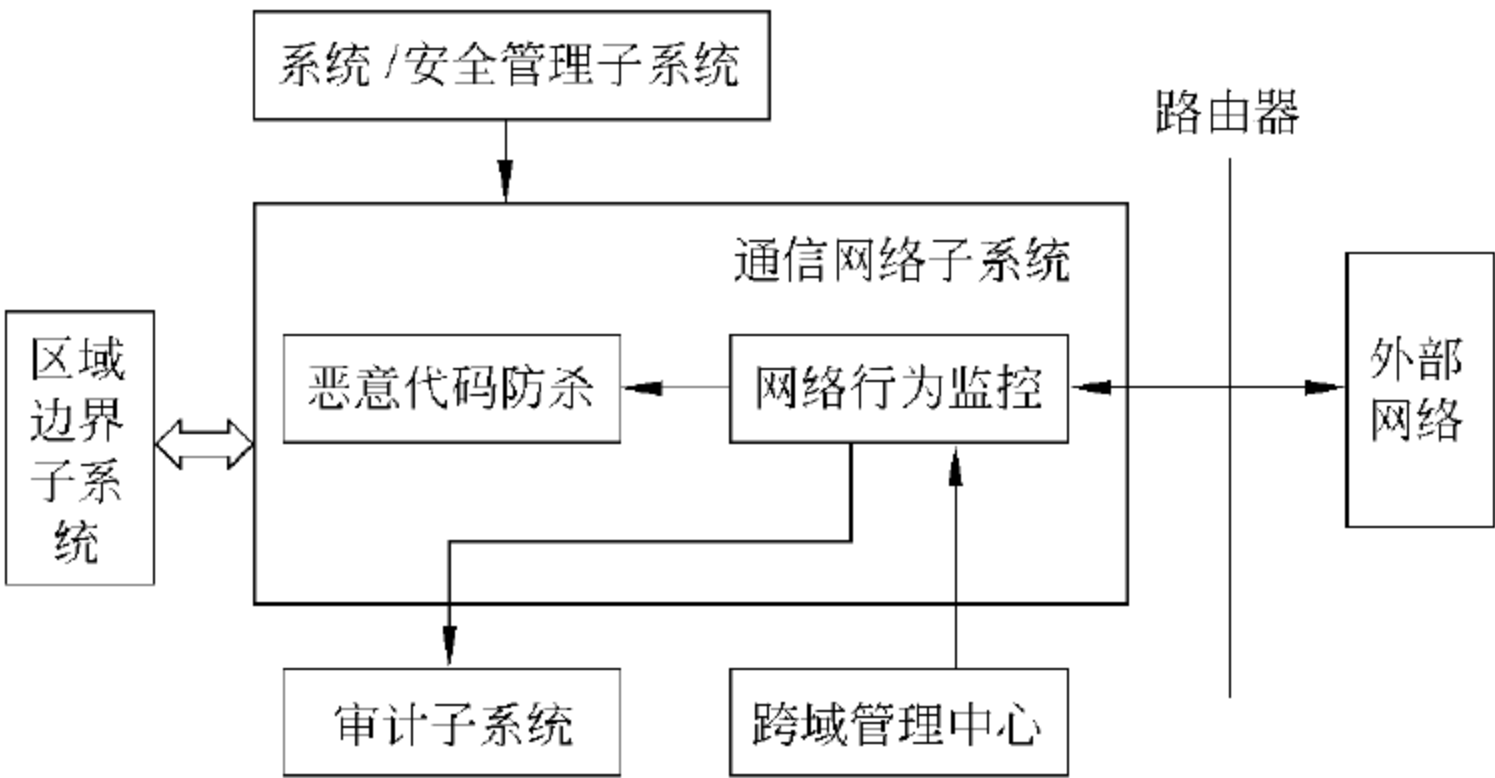 系统/安全管理子系统
路由器
通信网络子系统
区域
边界
子系
统
恶意代码防杀
网络行为监控
外部
网络
审计子系统
跨域管理中心